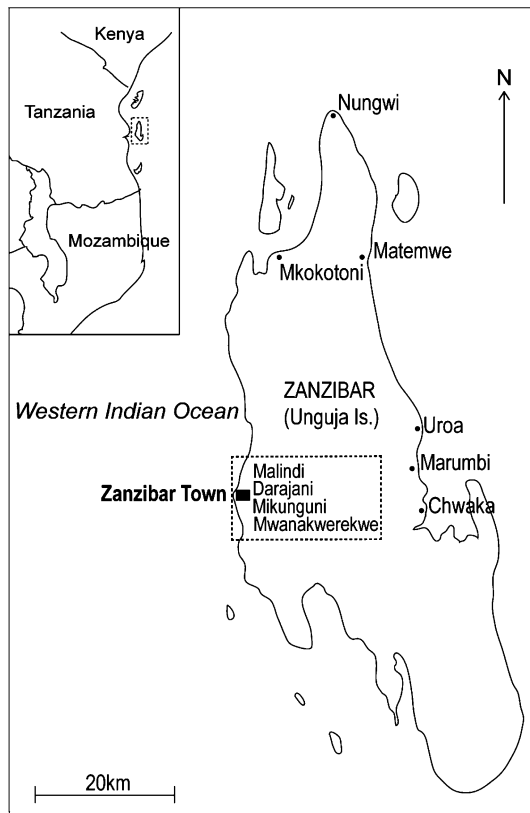 Kenya
Tanzania
Mozambique
N
Nungwi
Mkokotoni
Matemwe
ZANZIBAR
(Unguja Is.)
Western Indian Ocean
Uroa
Marumbi
Chwaka
Zanzibar Town
Malindi
Darajani
Mikunguni
Mwanakwerekwe
20km